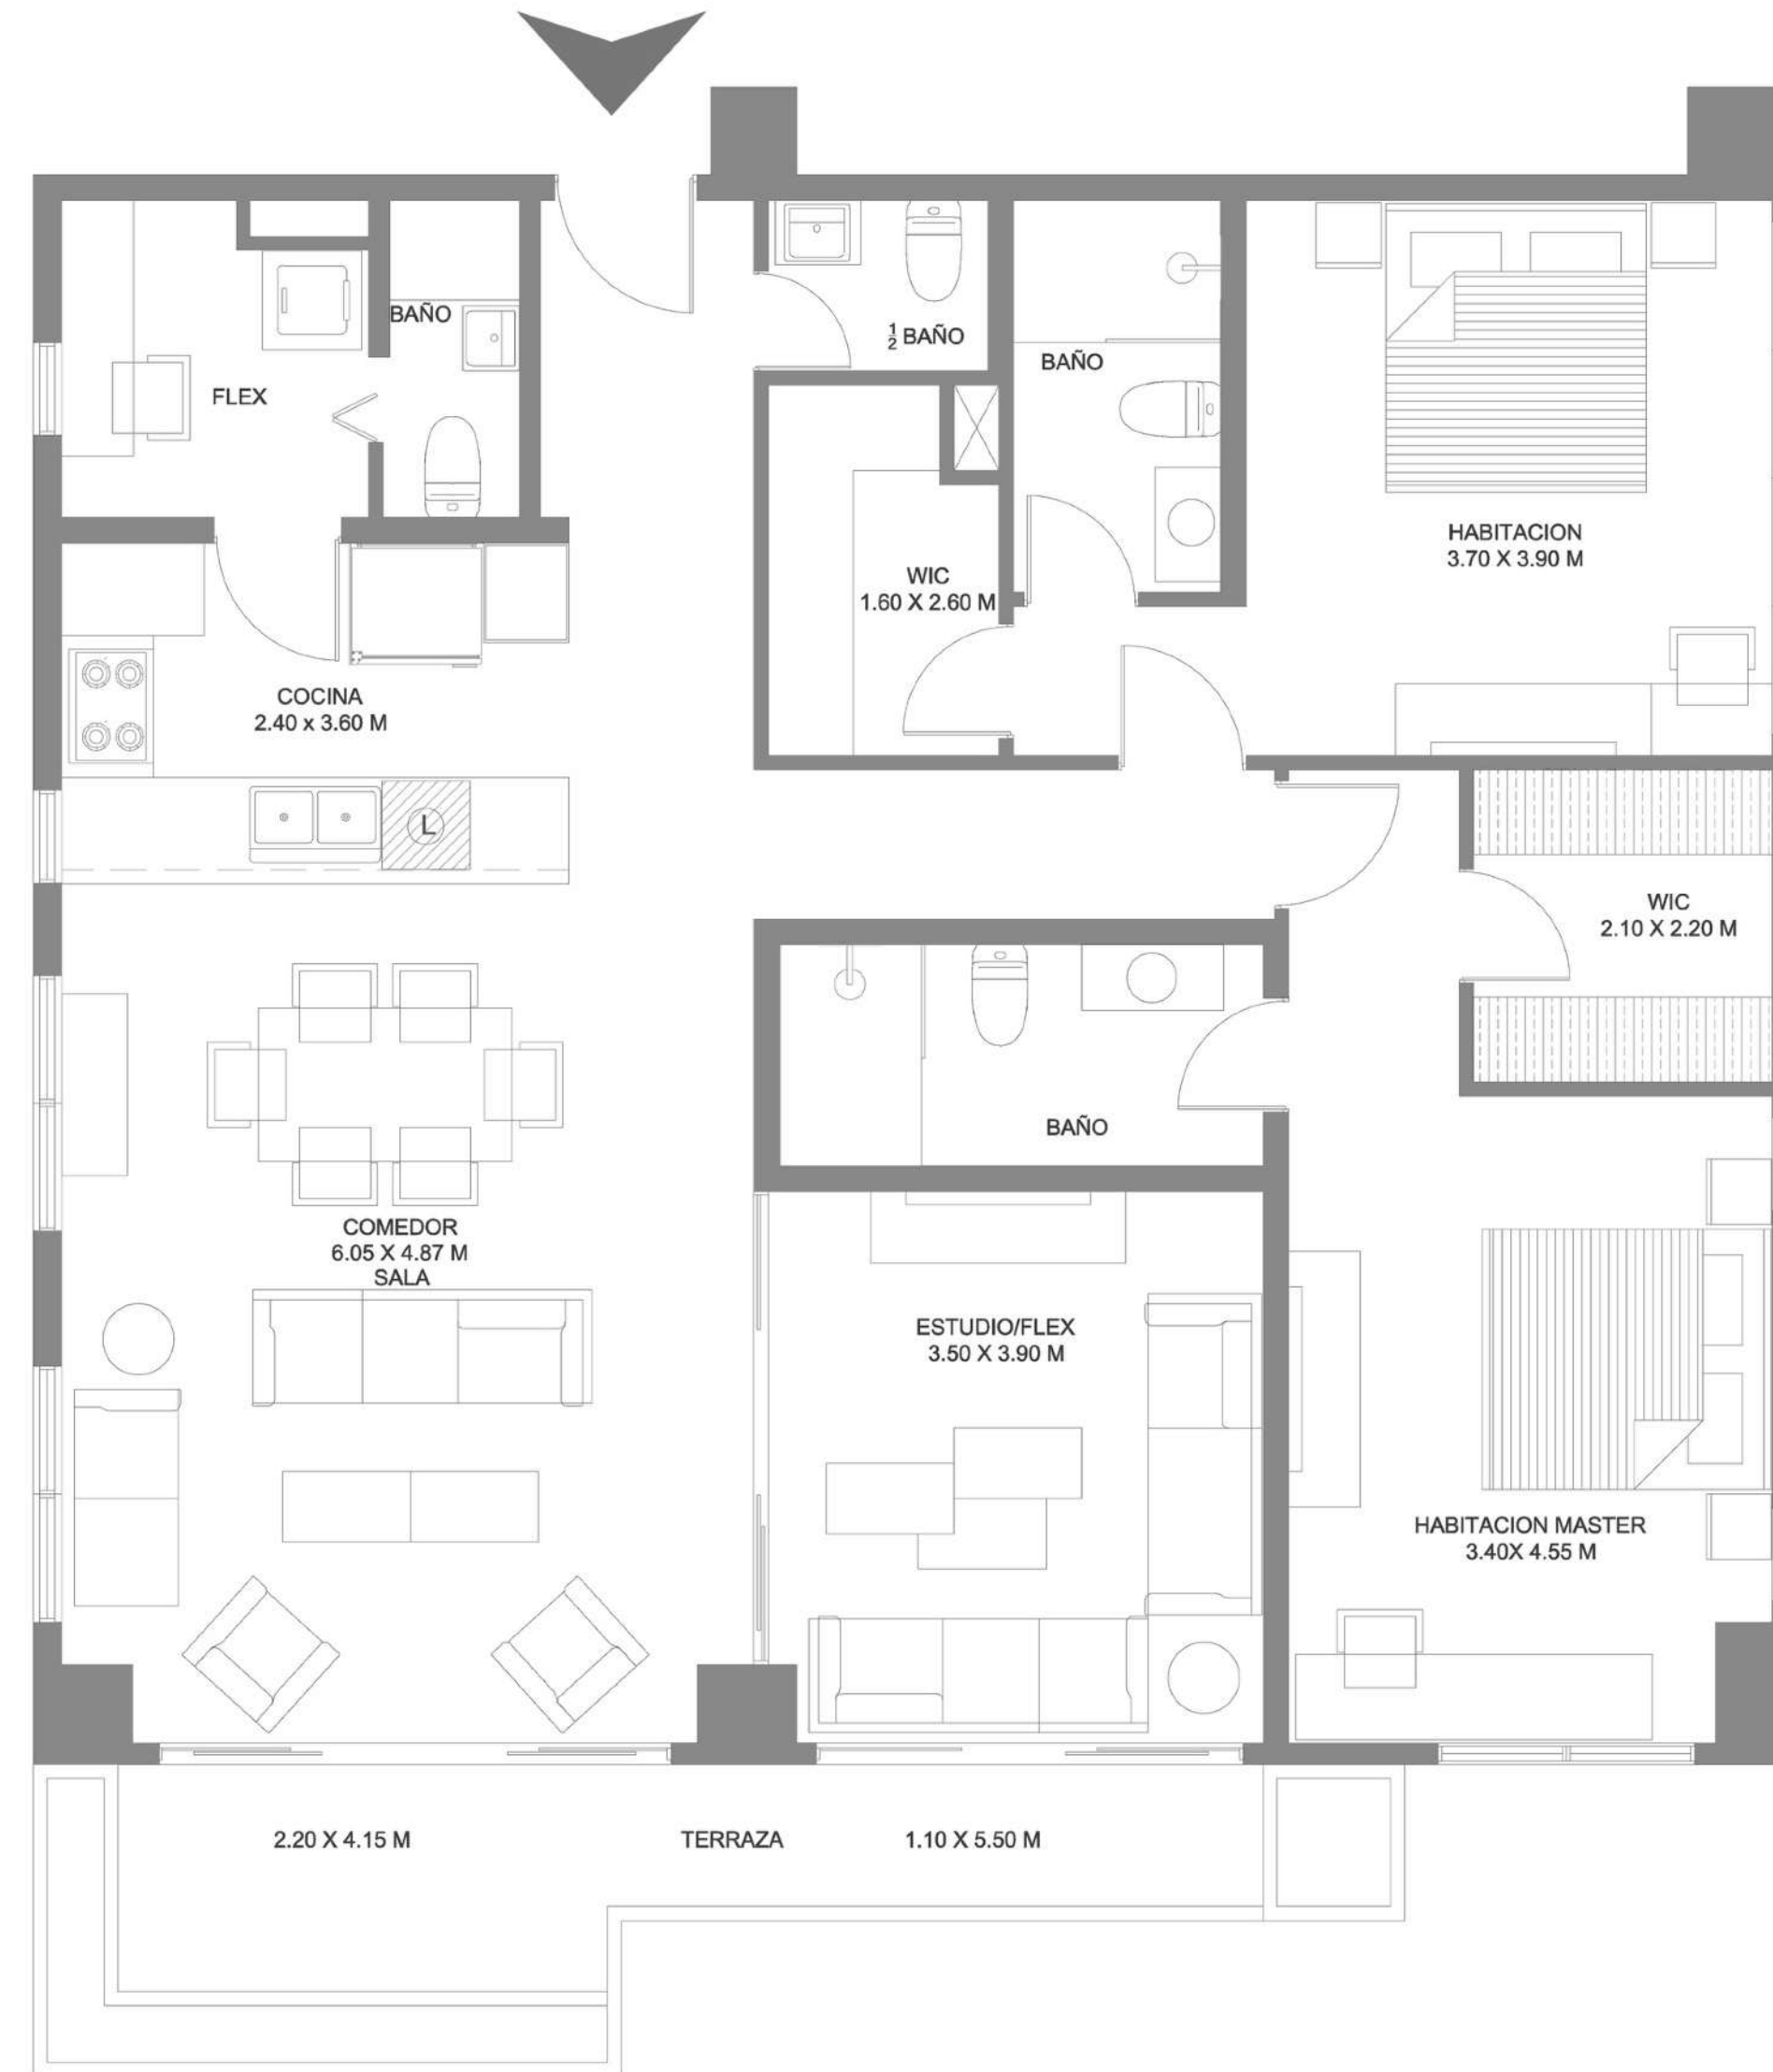 BAÑO
½ BAÑO
BAÑO
FLEX
HABITACION
3.70 X 3.90 M
WIC
1.60 X 2.60 M
COCINA
2.40 x 3.60 M
L
WIC
2.10 X 2.20 M
BAÑO
COMEDOR
6.05 X 4.87 M
SALA
ESTUDIO/FLEX
3.50 X 3.90 M
HABITACION MASTER
3.40X 4.55 M
2.20 X 4.15 M
TERRAZA
1.10 X 5.50 M